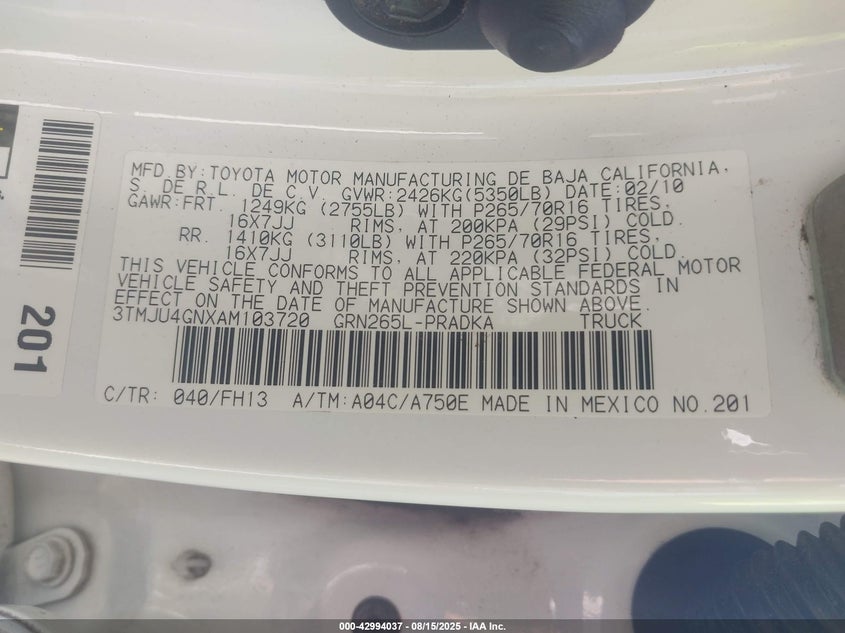 MFD.BY:TOYOTA MOTOR MANUFACTURING DE BAJA CALIFORNIA,
S. DE R.L. DE C.V. GVWR:2426KG(5350LB) DATE:02/10
GAWR:FRT. 1249KG (2755LB) WITH P265/70R16 TIRES,
16X7JJ RIMS, AT 200KPA (29PSI) COLD.
RR. 1410KG (3110LB) WITH P265/70R16 TIRES,
16X7JJ RIMS, AT 220KPA (32PSI) COLD.
THIS VEHICLE CONFORMS TO ALL APPLICABLE FEDERAL MOTOR
VEHICLE SAFETY AND THEFT PREVENTION STANDARDS IN
EFFECT ON THE DATE OF MANUFACTURE SHOWN ABOVE.
3TMJU4GNXAM103720 GRN265L-PRADKA TRUCK
C/TR: 040/FH13 A/TM:A04C/A750E MADE IN MEXICO NO.201
201
000-42994037 - 08/15/2025 - IAA Inc.